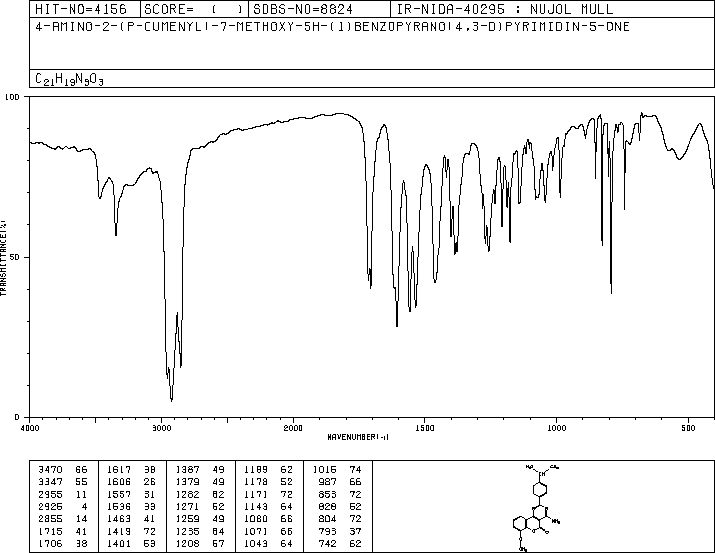 HIT-NO=4156 SCORE= ( ) SDBS-NO=8824 IR-NIDA-40295 : NUJOL MULL
4-AMINO-2-(P-CUMENYL)-7-METHOXY-5H-(1)BENZOPYRANO(4,3-D)PYRIMIDIN-5-ONE
C21H19N3O3
100
50
0
TRANSMITTANCE(%)
4000 3000 2000 1500 1000 500
WAVENUMBER(-1)
3470 66 1617 38 1387 49 1189 62 1016 74
3347 55 1606 26 1379 49 1178 52 987 66
2955 11 1557 31 1282 62 1171 72 853 72
2925 4 1536 33 1271 52 1143 64 828 52
2855 14 1463 41 1259 49 1080 66 804 72
1715 41 1419 72 1235 64 1071 66 793 37
1706 38 1401 53 1208 57 1043 64 742 62